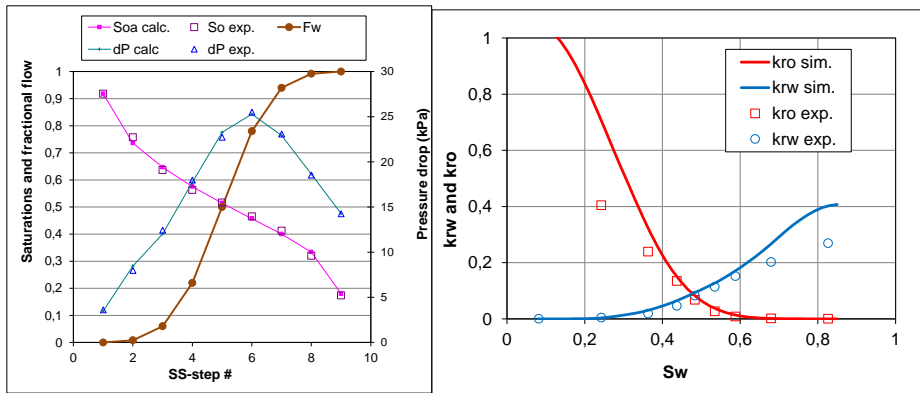 Soa calc. So exp. Fw
dP calc dP exp.
Saturations and fractional flow
1
0,9
0,8
0,7
0,6
0,5
0,4
0,3
0,2
0,1
0
30
25
20
15
10
5
0
Pressure drop (kPa)
0 2 4 6 8 10
SS-step #
krw and kro
1
0,8
0,6
0,4
0,2
0
kro sim.
krw sim.
kro exp.
krw exp.
0 0,2 0,4 0,6 0,8 1
Sw